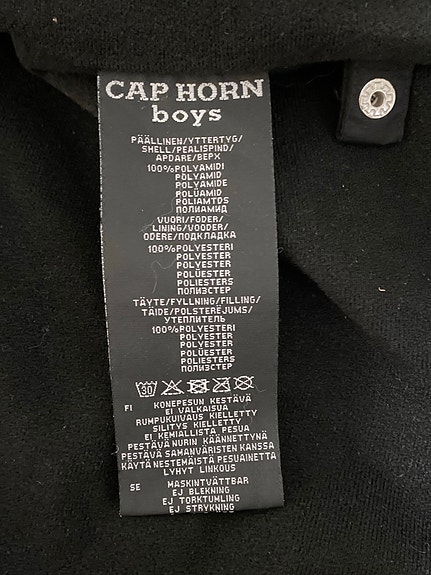 CAP HORN
boys
PÄÄLLINEN/YTTERTYG/
SHELL/PEALISPIND/
APDARE/ВЕРХ
100%POLYAMIDI
POLYAMID
POLYAMIDE
POLÜAMID
POLIAMTDS
ПОЛИАМИД
VUORI/FODER/
LINING/VOODER/
ODERE/ПОДКЛАДКА
100%POLYESTERI
POLYESTER
POLYESTER
POLÜESTER
POLIESTERS
ПОЛИЭСТЕР
TÄYTE/FYLLNING/FILLING/
TÄIDE/POLSTERĒJUMS/
УТЕПЛИТЕЛЬ
100%POLYESTERI
POLYESTER
POLYESTER
POLÜESTER
POLIESTERS
ПОЛИЭСТЕР
30
FI KONEPESUN KESTÄVÄ
EI VALKAISUA
RUMPUKUIVAUS KIELLETTY
SILITYS KIELLETTY
EI KEMIALLISTA PESUA
PESTÄVÄ NURIN KÄÄNNETTYNÄ
PESTÄVÄ SAMANVÄRISTEN KANSSA
KÄYTÄ NESTEMÄISTÄ PESUAINETTA
LYHYT LINKOUS
SE MASKINTVÄTTBAR
EJ BLEKNING
EJ TORKTUMLING
EJ STRYKNING